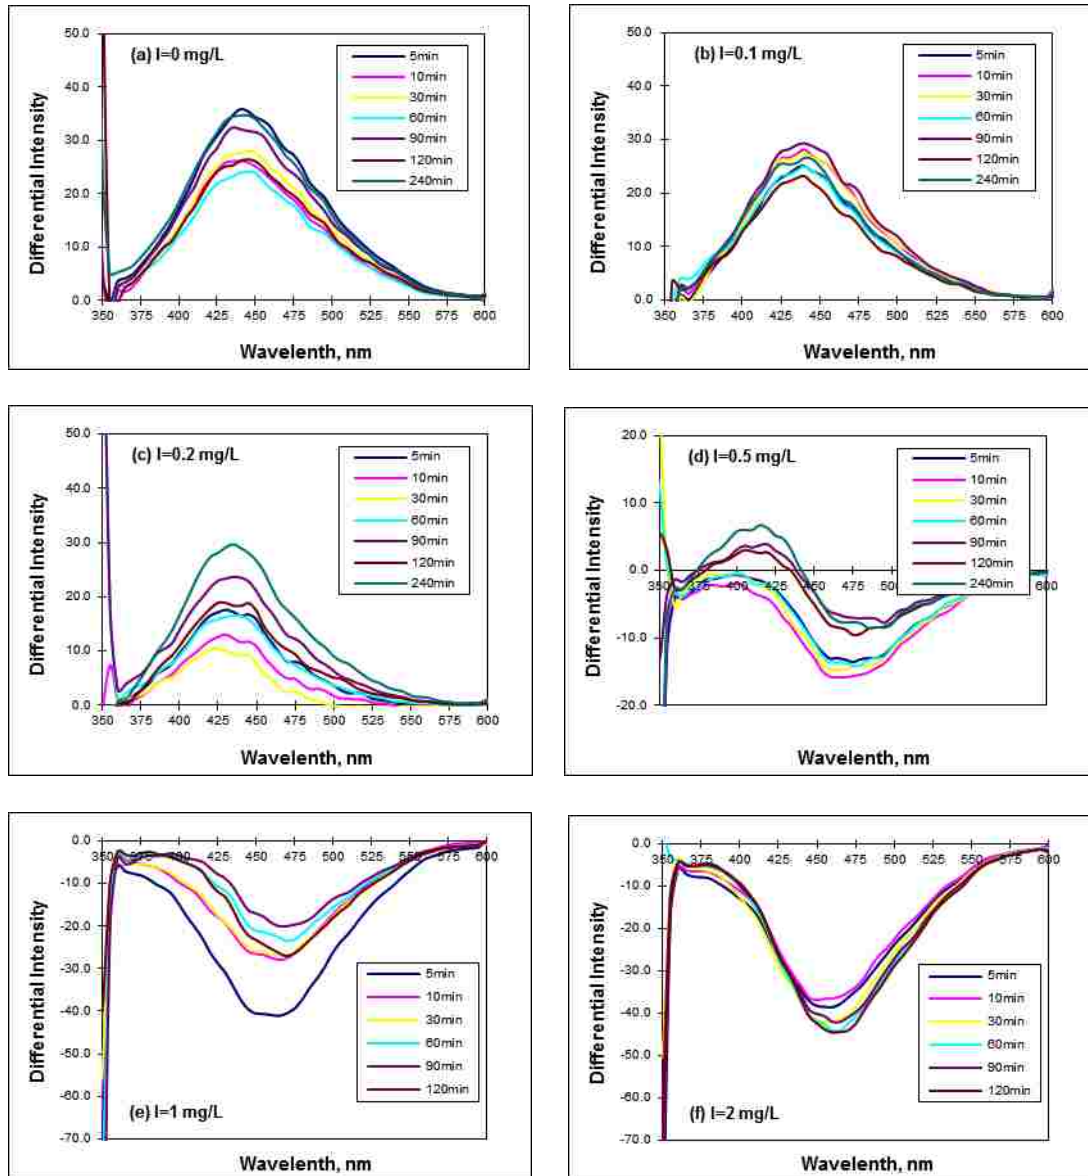 (a) I=0 mg/L
Differential Intensity
50.0
40.0
30.0
20.0
10.0
0.0
5min
10min
30min
60min
90min
120min
240min
350 375 400 425 450 475 500 525 550 575 600
Wavelenth, nm
(b) I=0.1 mg/L
Differential Intensity
50.0
40.0
30.0
20.0
10.0
0.0
5min
10min
30min
60min
90min
120min
240min
350 375 400 425 450 475 500 525 550 575 600
Wavelenth, nm
(c) I=0.2 mg/L
Differential Intensity
50.0
40.0
30.0
20.0
10.0
0.0
5min
10min
30min
60min
90min
120min
240min
350 375 400 425 450 475 500 525 550 575 600
Wavelenth, nm
(d) I=0.5 mg/L
Differential Intensity
20.0
10.0
0.0
-10.0
-20.0
5min
10min
30min
60min
90min
120min
240min
350 375 400 425 450 475 500 600
Wavelenth, nm
Differential Intensity
0.0
-10.0
-20.0
-30.0
-40.0
-50.0
-60.0
-70.0
350 375 400 425 450 475 500 525 550 575 600
5min
10min
30min
60min
90min
120min
(e) I=1 mg/L
Wavelenth, nm
Differential Intensity
0.0
-10.0
-20.0
-30.0
-40.0
-50.0
-60.0
-70.0
350 375 400 425 450 475 500 525 550 575 600
5min
10min
30min
60min
90min
120min
(f) I=2 mg/L
Wavelenth, nm